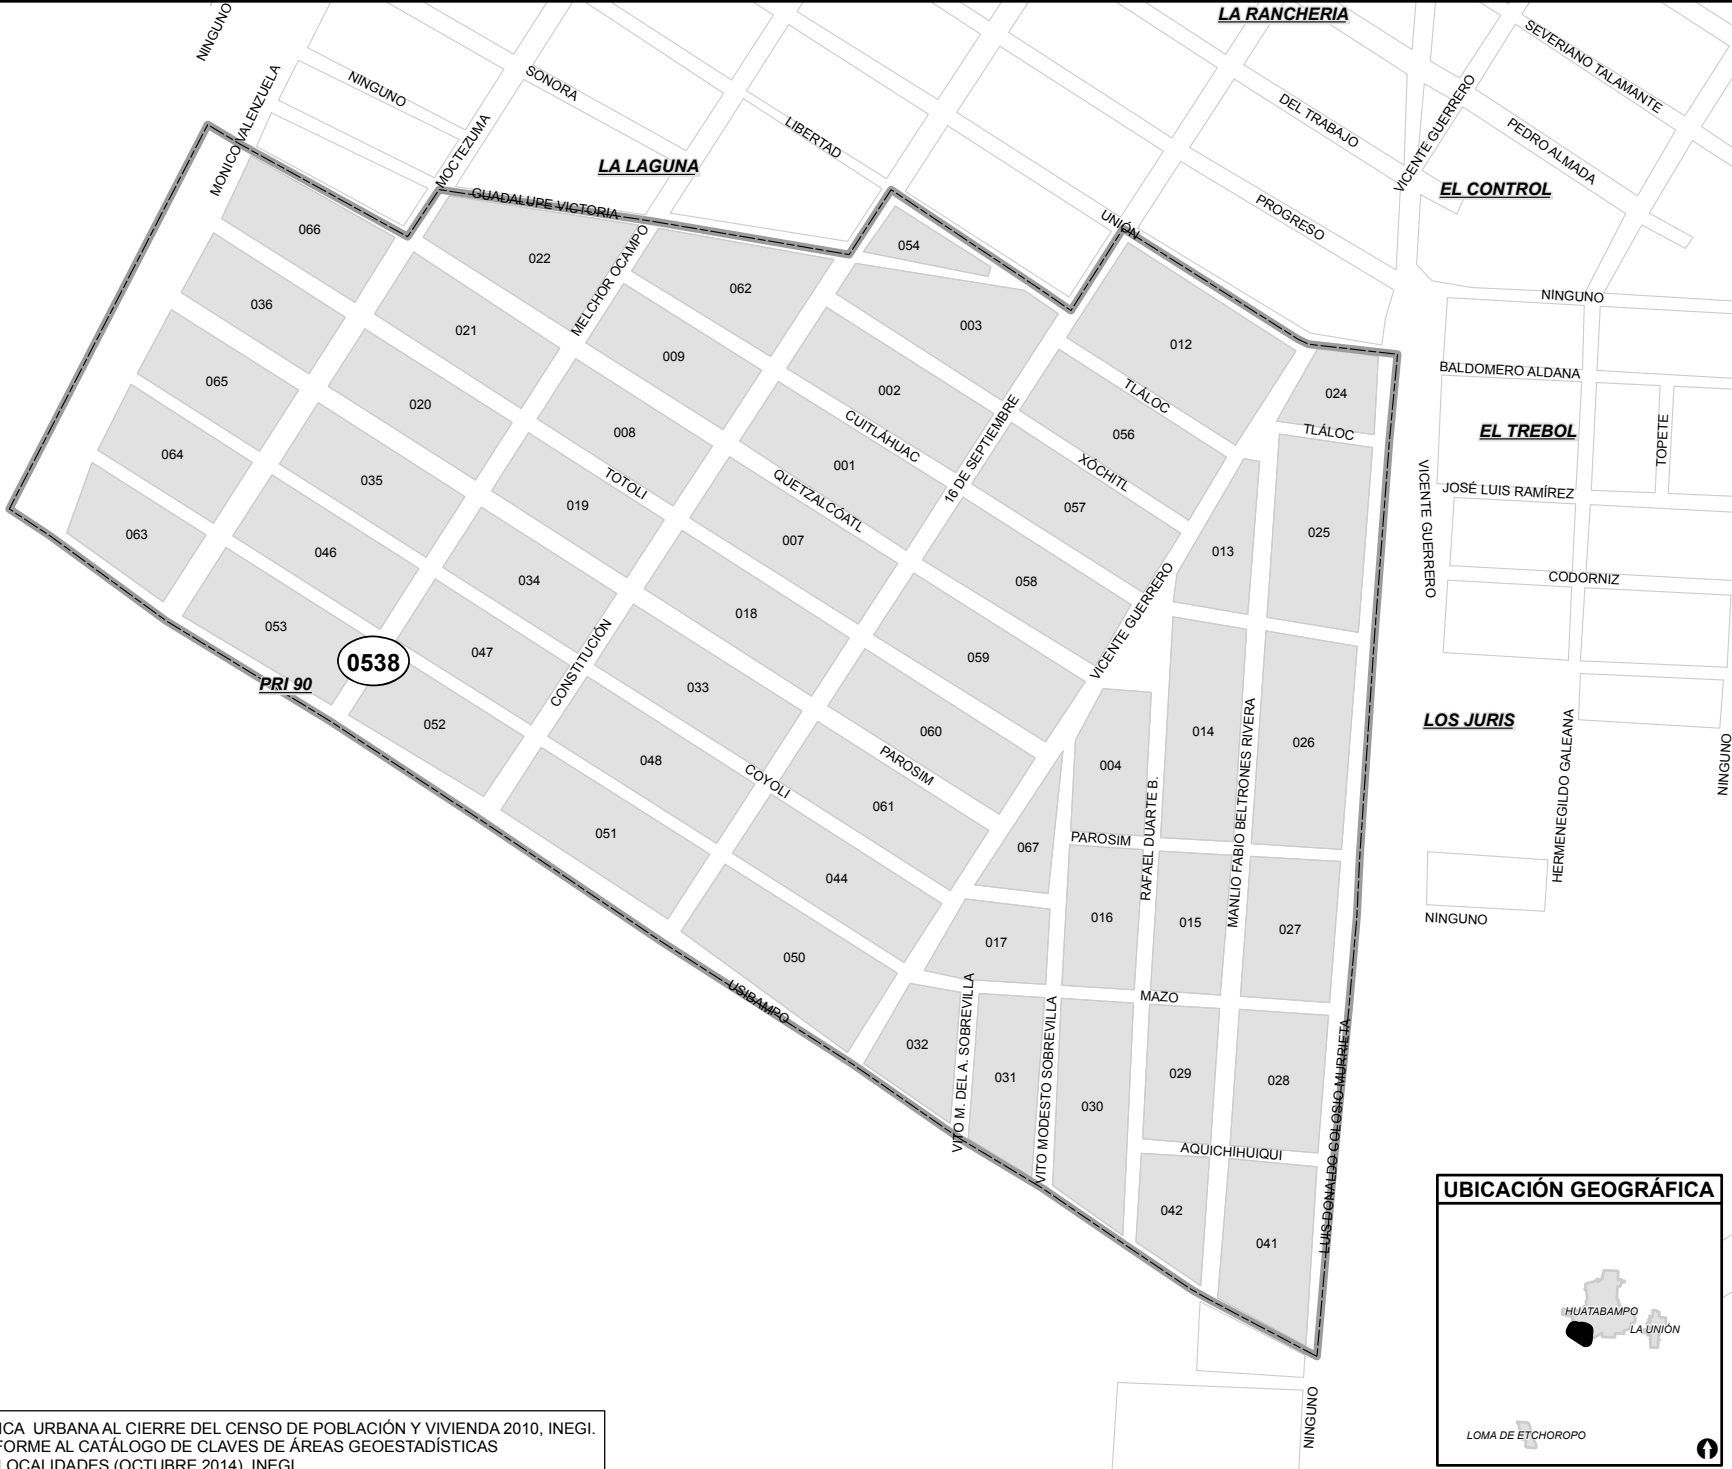 LA RANCHERIA
NINGUNO
SEVERIANO TALAMANTE
MONICO VALENZUELA
NINGUNO
SONORA
MOCTEZUMA
LIBERTAD
DEL TRABAJO
VICENTE GUERRERO
PEDRO ALMADA
LA LAGUNA
EL CONTROL
GUADALUPE VICTORIA
UNIÓN
PROGRESO
066
022
MELCHOR OCAMPO
054
062
036
021
009
003
012
NINGUNO
065
020
008
002
TLÁLOC
024
BALDOMERO ALDANA
CUITLÁHUAC
16 DE SEPTIEMBRE
056
TLÁLOC
EL TREBOL
TOPETE
064
035
TOTOLI
001
XÓCHITL
QUETZALCÓATL
019
057
JOSÉ LUIS RAMÍREZ
VICENTE GUERRERO
063
046
007
013
025
034
058
CODORNIZ
053
018
VICENTE GUERRERO
0538
047
CONSTITUCIÓN
059
PRI 90
033
052
060
014
026
LOS JURIS
MANLIO FABIO BELTRONES RIVERA
048
COYOLI
PAROSIM
004
HERMENEGILDO GALEANA
NINGUNO
051
061
067
PAROSIM
RAFAEL DUARTE B.
044
016
015
027
NINGUNO
050
017
USIBAMPO
MAZO
032
VITO M. DEL A. SOBREVILLA
031
VITO MODESTO SOBREVILLA
030
029
028
LUIS DONALDO COLOSIO MURRIETA
AQUICHIHUIQUI
042
041
NINGUNO
UBICACIÓN GEOGRÁFICA
HUATABAMPO
LA UNIÓN
LOMA DE ETCHOROPO
ICA URBANA AL CIERRE DEL CENSO DE POBLACIÓN Y VIVIENDA 2010, INEGI.
FORME AL CATÁLOGO DE CLAVES DE ÁREAS GEOESTADÍSTICAS
LOCALIDADES (OCTUBRE 2014), INEGI